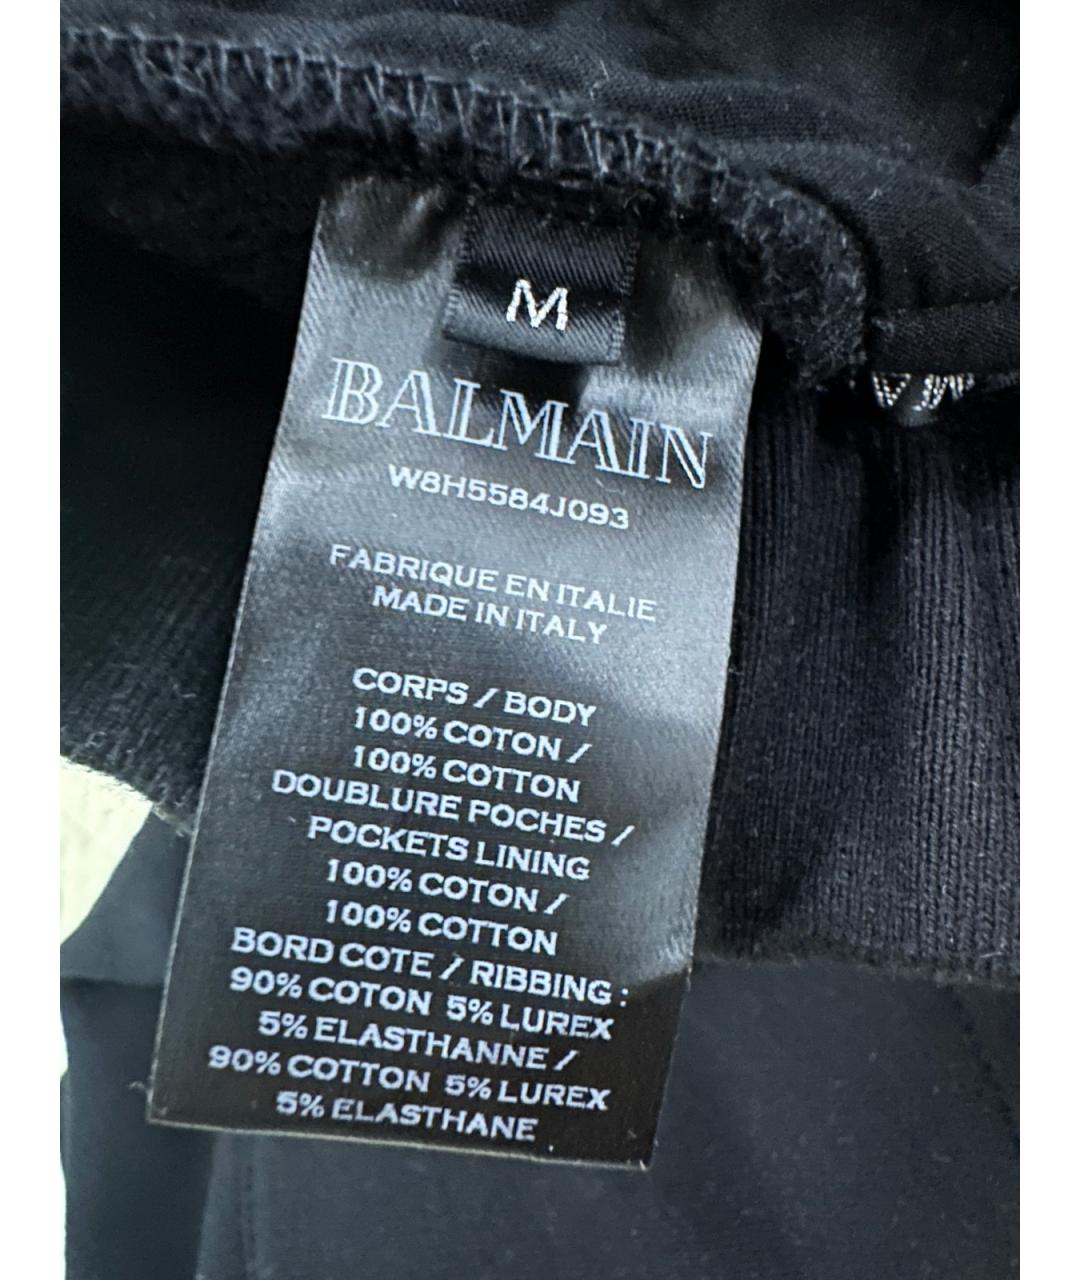 M
BALMAIN
W8H5584J093
FABRIQUE EN ITALIE
MADE IN ITALY
CORPS / BODY
100% COTON /
100% COTTON
DOUBLURE POCHES /
POCKETS LINING
100% COTON /
100% COTTON
BORD COTE / RIBBING :
90% COTON 5% LUREX
5% ELASTHANNE /
90% COTTON 5% LUREX
5% ELASTHANE